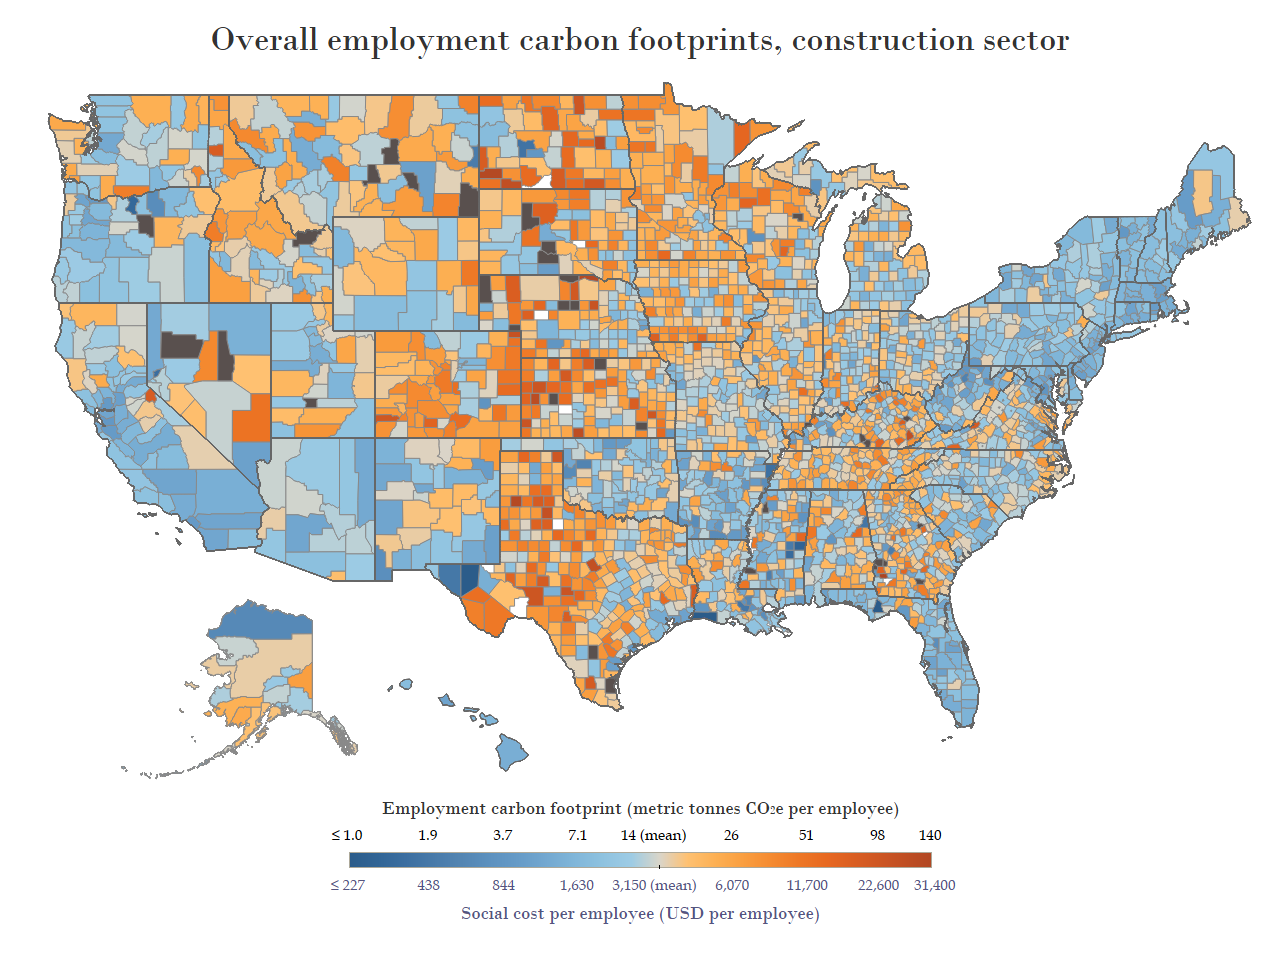 Overall employment carbon footprints, construction sector
Employment carbon footprint (metric tonnes CO₂e per employee)
≤ 1.0 1.9 3.7 7.1 14 (mean) 26 51 98 140
≤ 227 438 844 1,630 3,150 (mean) 6,070 11,700 22,600 31,400
Social cost per employee (USD per employee)